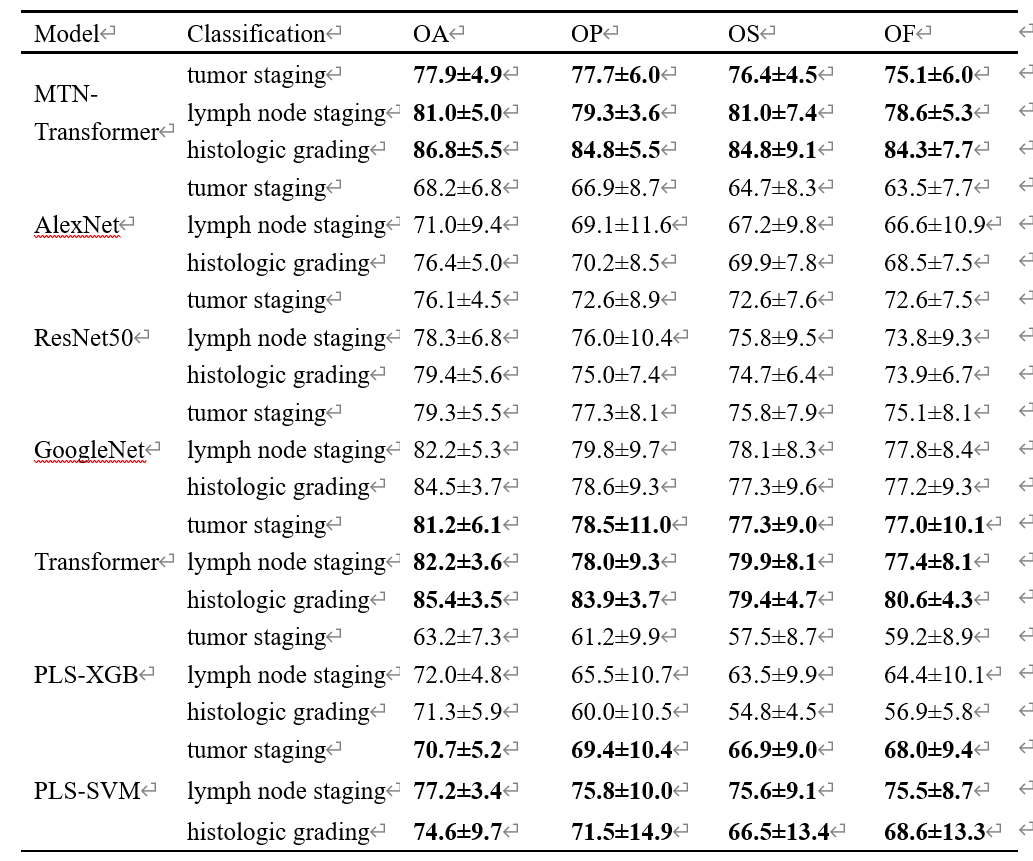 Model Classification OA OP OS OF
MTN-Transformer tumor staging 77.9±4.9 77.7±6.0 76.4±4.5 75.1±6.0
lymph node staging 81.0±5.0 79.3±3.6 81.0±7.4 78.6±5.3
histologic grading 86.8±5.5 84.8±5.5 84.8±9.1 84.3±7.7
tumor staging 68.2±6.8 66.9±8.7 64.7±8.3 63.5±7.7
AlexNet lymph node staging 71.0±9.4 69.1±11.6 67.2±9.8 66.6±10.9
histologic grading 76.4±5.0 70.2±8.5 69.9±7.8 68.5±7.5
tumor staging 76.1±4.5 72.6±8.9 72.6±7.6 72.6±7.5
ResNet50 lymph node staging 78.3±6.8 76.0±10.4 75.8±9.5 73.8±9.3
histologic grading 79.4±5.6 75.0±7.4 74.7±6.4 73.9±6.7
tumor staging 79.3±5.5 77.3±8.1 75.8±7.9 75.1±8.1
GoogleNet lymph node staging 82.2±5.3 79.8±9.7 78.1±8.3 77.8±8.4
histologic grading 84.5±3.7 78.6±9.3 77.3±9.6 77.2±9.3
tumor staging 81.2±6.1 78.5±11.0 77.3±9.0 77.0±10.1
Transformer lymph node staging 82.2±3.6 78.0±9.3 79.9±8.1 77.4±8.1
histologic grading 85.4±3.5 83.9±3.7 79.4±4.7 80.6±4.3
tumor staging 63.2±7.3 61.2±9.9 57.5±8.7 59.2±8.9
PLS-XGB lymph node staging 72.0±4.8 65.5±10.7 63.5±9.9 64.4±10.1
histologic grading 71.3±5.9 60.0±10.5 54.8±4.5 56.9±5.8
tumor staging 70.7±5.2 69.4±10.4 66.9±9.0 68.0±9.4
PLS-SVM lymph node staging 77.2±3.4 75.8±10.0 75.6±9.1 75.5±8.7
histologic grading 74.6±9.7 71.5±14.9 66.5±13.4 68.6±13.3